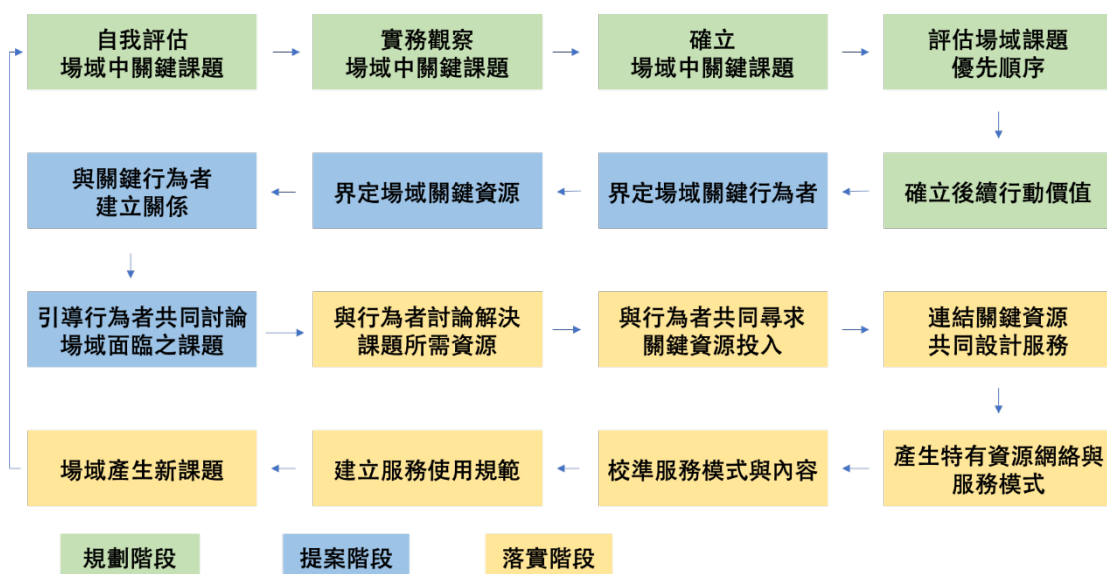 自我評估
場域中關鍵課題
實務觀察
場域中關鍵課題
確立
場域中關鍵課題
評估場域課題
優先順序
與關鍵行為者
建立關係
界定場域關鍵資源
界定場域關鍵行為者
確立後續行動價值
引導行為者共同討論
場域面臨之課題
與行為者討論解決
課題所需資源
與行為者共同尋求
關鍵資源投入
連結關鍵資源
共同設計服務
場域產生新課題
建立服務使用規範
校準服務模式與內容
產生特有資源網絡與
服務模式
規劃階段
提案階段
落實階段